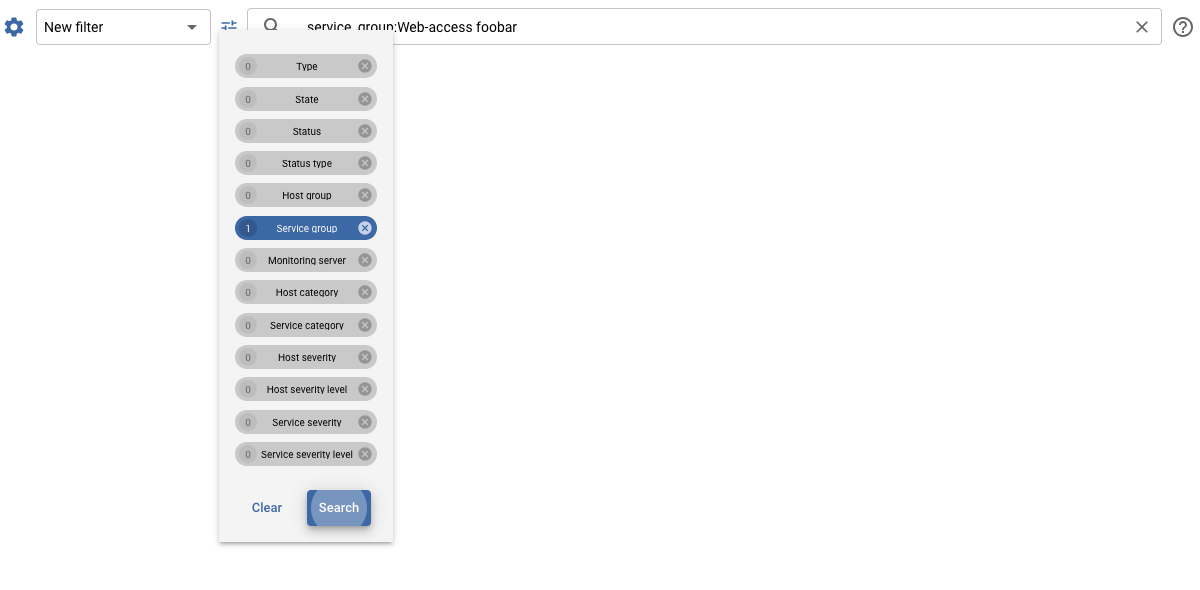 New filter
service_group:Web-access foobar
0 Type
0 State
0 Status
0 Status type
0 Host group
1 Service group
0 Monitoring server
0 Host category
0 Service category
0 Host severity
0 Host severity level
0 Service severity
0 Service severity level
Clear Search